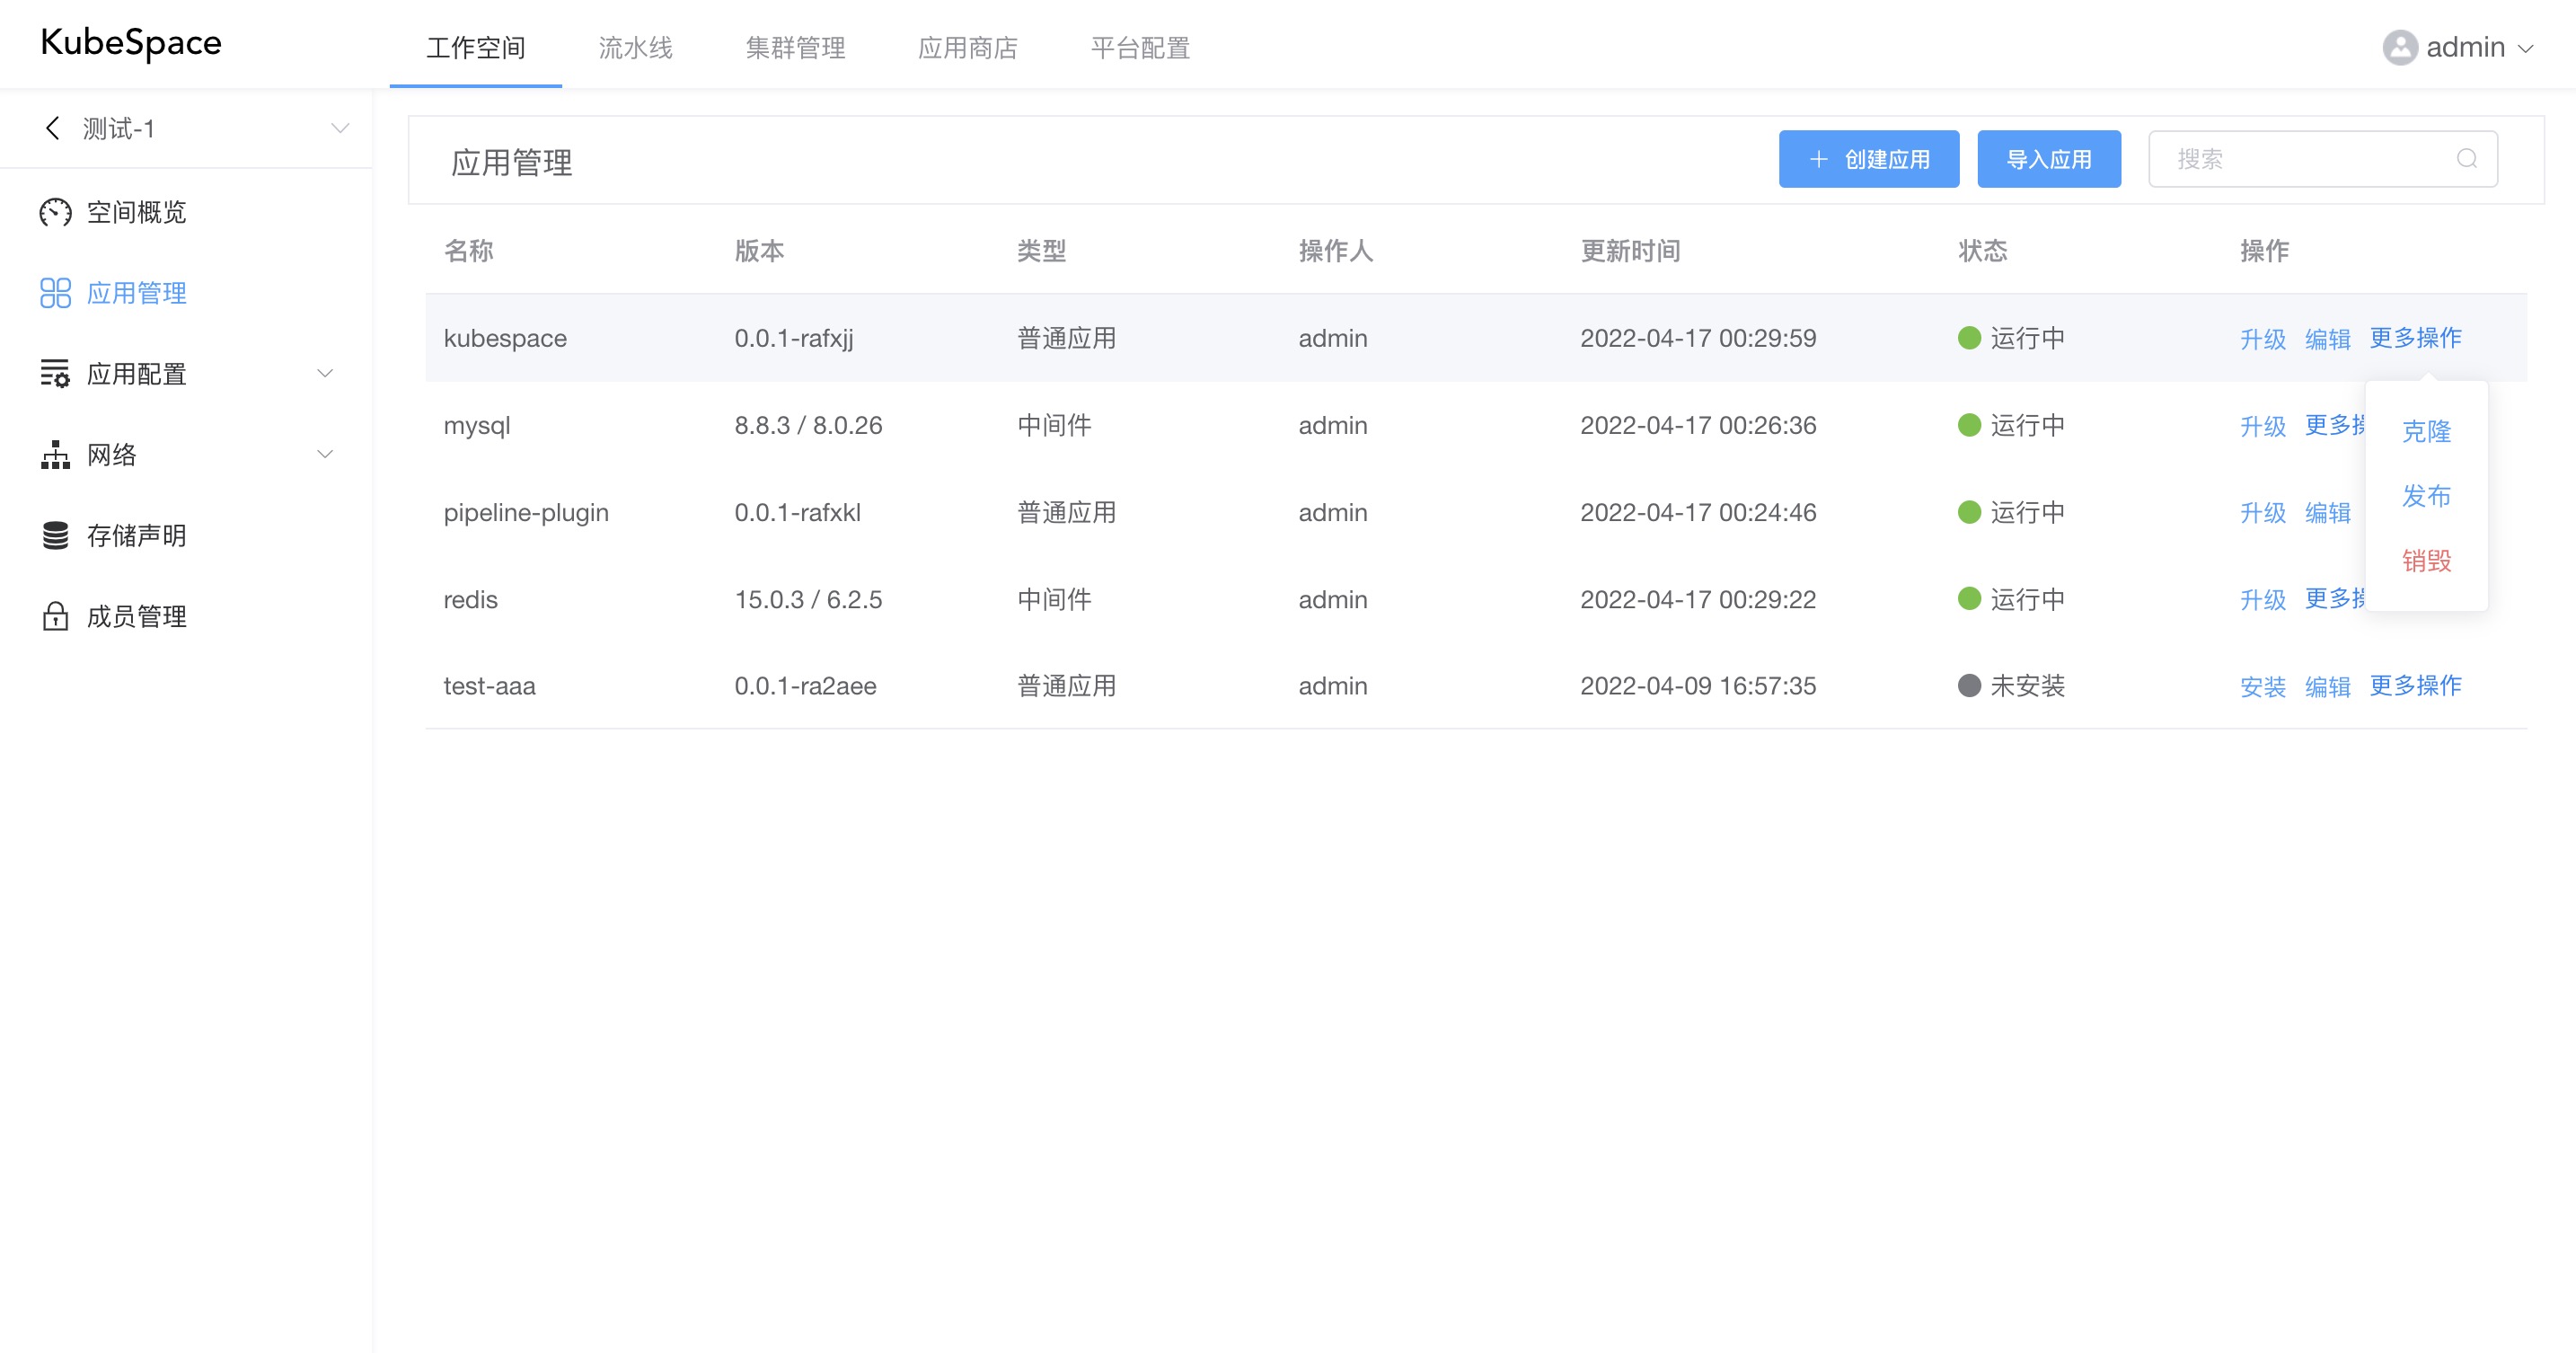 KubeSpace
工作空间 流水线 集群管理 应用商店 平台配置 admin
测试-1
空间概览
应用管理
应用配置
网络
存储声明
成员管理
应用管理 创建应用 导入应用 搜索
名称 版本 类型 操作人 更新时间 状态 操作
kubespace 0.0.1-rafxjj 普通应用 admin 2022-04-17 00:29:59 运行中 升级 编辑 更多操作
mysql 8.8.3 / 8.0.26 中间件 admin 2022-04-17 00:26:36 运行中 升级 更多
pipeline-plugin 0.0.1-rafxkl 普通应用 admin 2022-04-17 00:24:46 运行中 升级 编辑
redis 15.0.3 / 6.2.5 中间件 admin 2022-04-17 00:29:22 运行中 升级 更多
test-aaa 0.0.1-ra2aee 普通应用 admin 2022-04-09 16:57:35 未安装 安装 编辑 更多操作
克隆
发布
销毁